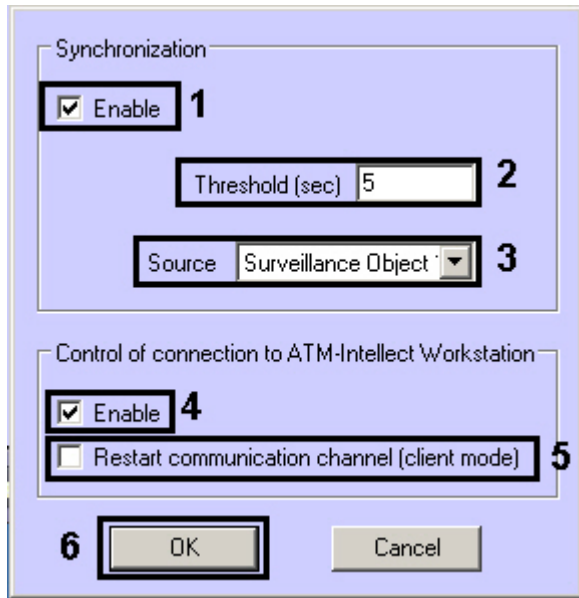 Synchronization
Enable 1
Threshold (sec) 5 2
Source Surveillance Object 3
Control of connection to ATM-Intellect Workstation
Enable 4
Restart communication channel (client mode) 5
6 OK Cancel